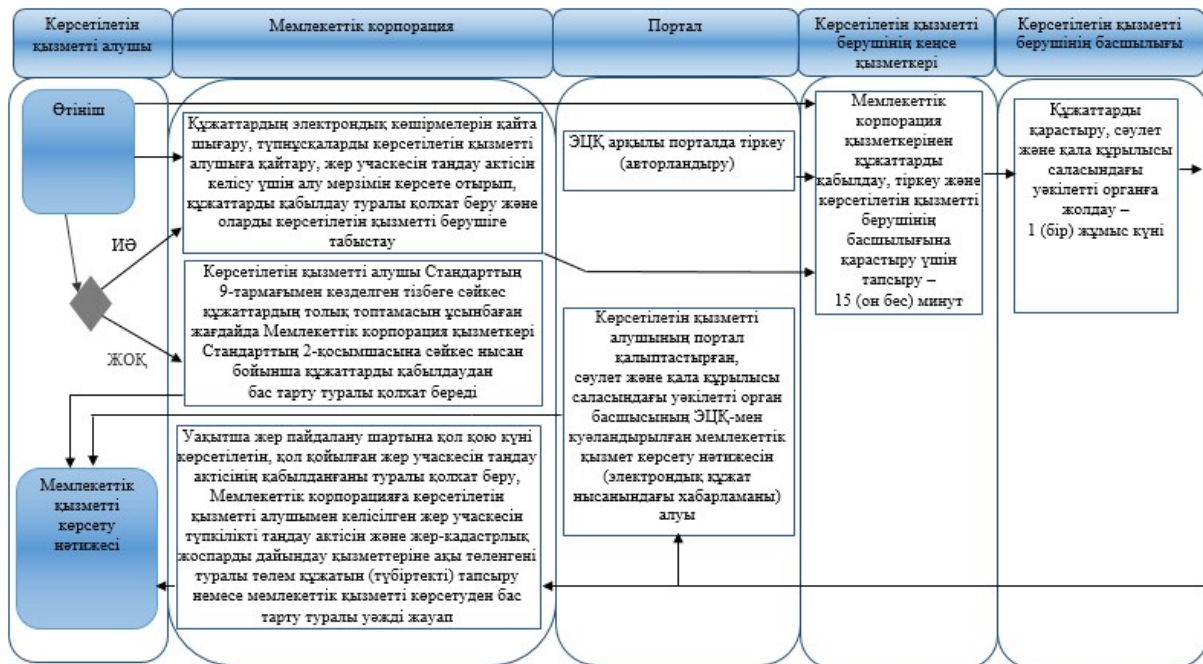 Көрсетілетін
қызметті алушы
Мемлекеттік корпорация
Портал
Көрсетілетін қызметті
берушінің кеңсе
қызметкері
Көрсетілетін қызметті
берушінің басшылығы
Өтініш
ИӘ
ЖОҚ
Мемлекеттік
қызметті
көрсету
нәтижесі
Құжаттардың электрондық көшірмелерін қайта
шығару, түпнұсқаларды көрсетілетін қызметті
алушыға қайтару, жер учаскесін таңдау актісін
келісу үшін алу мерзімін көрсете отырып,
құжаттарды қабылдау туралы қолхат беру және
оларды көрсетілетін қызметті берушіге
табыстау
Көрсетілетін қызметті алушы Стандарттың
9-тармағымен көзделген тізбеге сәйкес
құжаттардың толық топтамасын ұсынбаған
жағдайда Мемлекеттік корпорация қызметкері
Стандарттың 2-қосымшасына сәйкес нысан
бойынша құжаттарды қабылдаудан
бас тарту туралы қолхат береді
Уақытша жер пайдалану шартына қол қою күні
көрсетілетін, қол қойылған жер учаскесін таңдау
актісінің қабылданғаны туралы қолхат беру,
Мемлекеттік корпорацияға көрсетілетін
қызметті алушымен келісілген жер учаскесін
түпкілікті таңдау актісін және жер-кадастрлық
жоспарды дайындау қызметтеріне ақы төленгені
туралы төлем құжатын (түбіртекті) тапсыру
немесе мемлекеттік қызметті көрсетуден бас
тарту туралы уәжді жауап
ЭЦҚ арқылы порталда тіркеу
(авторландыру)
Көрсетілетін қызметті
алушының портал
қалыптастырған,
сәулет және қала құрылысы
саласындағы уәкілетті орган
басшысының ЭЦҚ-мен
куәландырылған мемлекеттік
қызмет көрсету нәтижесін
(электрондық құжат
нысанындағы хабарламаны)
алуы
Мемлекеттік
корпорация
қызметкерінен
құжаттарды
қабылдау, тіркеу және
көрсетілетін қызметті
берушінің
басшылығына
қарастыру үшін
тапсыру –
15 (он бес) минут
Құжаттарды
қарастыру, сәулет
және қала құрылысы
саласындағы
уәкілетті органға
жолдау –
1 (бір) жұмыс күні